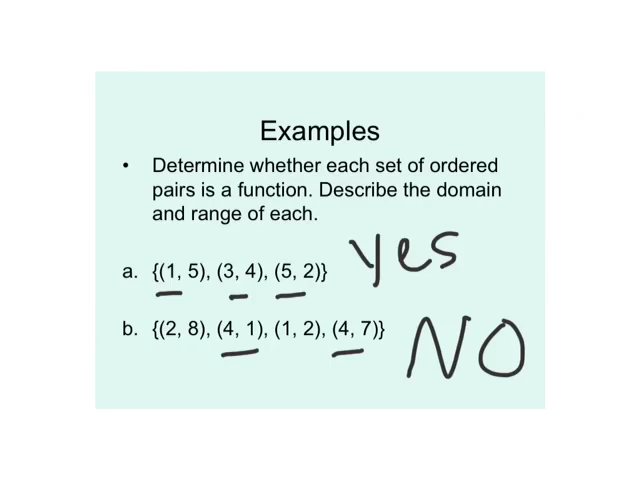 Examples
• Determine whether each set of ordered
pairs is a function. Describe the domain
and range of each.
a. {(1, 5), (3, 4), (5, 2)} yes
b. {(2, 8), (4, 1), (1, 2), (4, 7)} NO